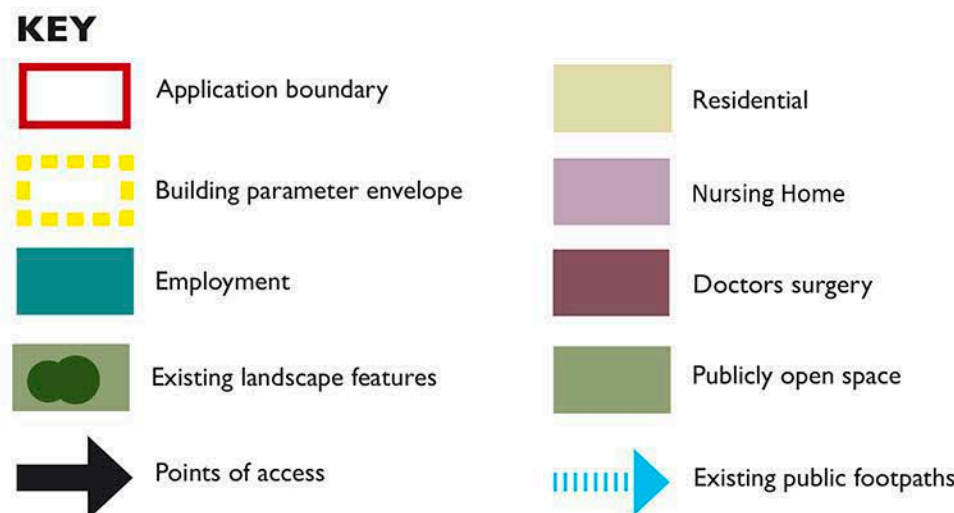 KEY
Application boundary
Building parameter envelope
Employment
Existing landscape features
Points of access
Residential
Nursing Home
Doctors surgery
Publicly open space
Existing public footpaths